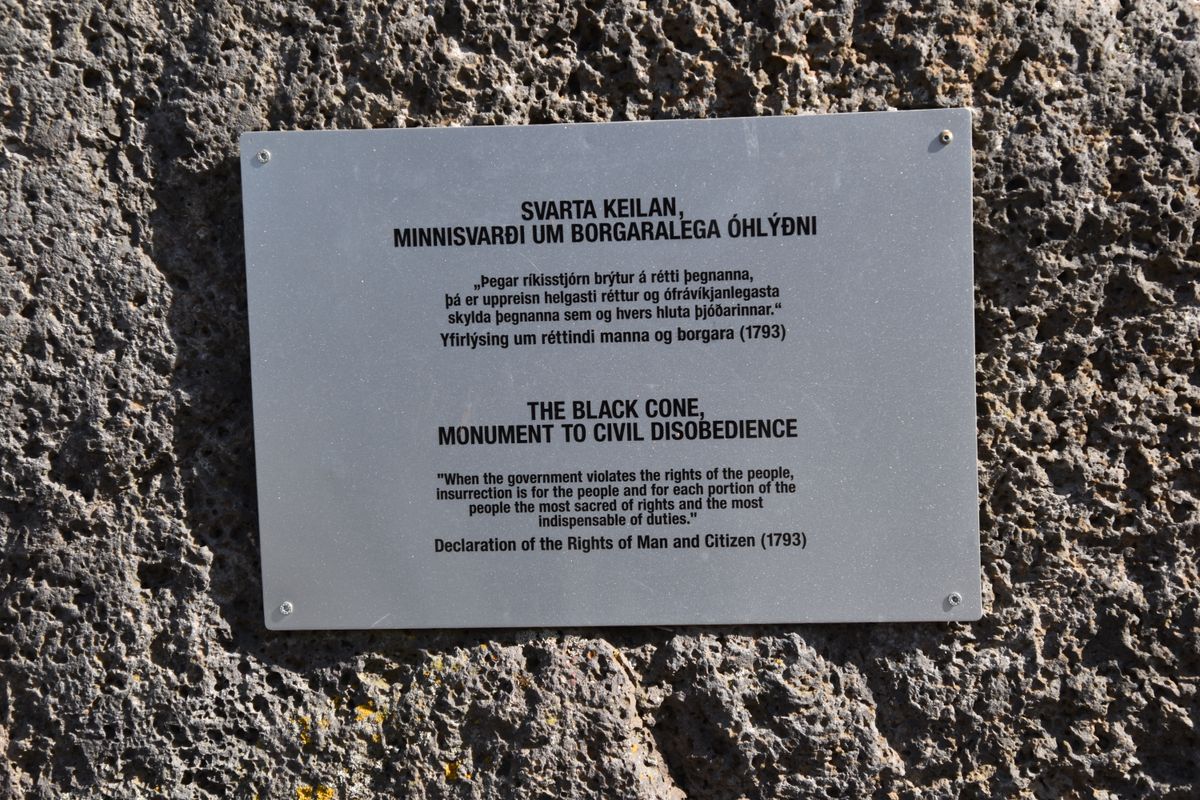 SVARTA KEILAN,
MINNISVARÐI UM BORGARALEGA ÓHLÝÐNI
„Þegar ríkisstjórn brýtur á rétti þegnanna,
þá er uppreisn helgasti réttur og ófrávíkjanlegasta
skylda þegnanna sem og hvers hluta þjóðarinnar.“
Yfirlýsing um réttindi manna og borgara (1793)
THE BLACK CONE,
MONUMENT TO CIVIL DISOBEDIENCE
"When the government violates the rights of the people,
insurrection is for the people and for each portion of the
people the most sacred of rights and the most
indispensable of duties."
Declaration of the Rights of Man and Citizen (1793)